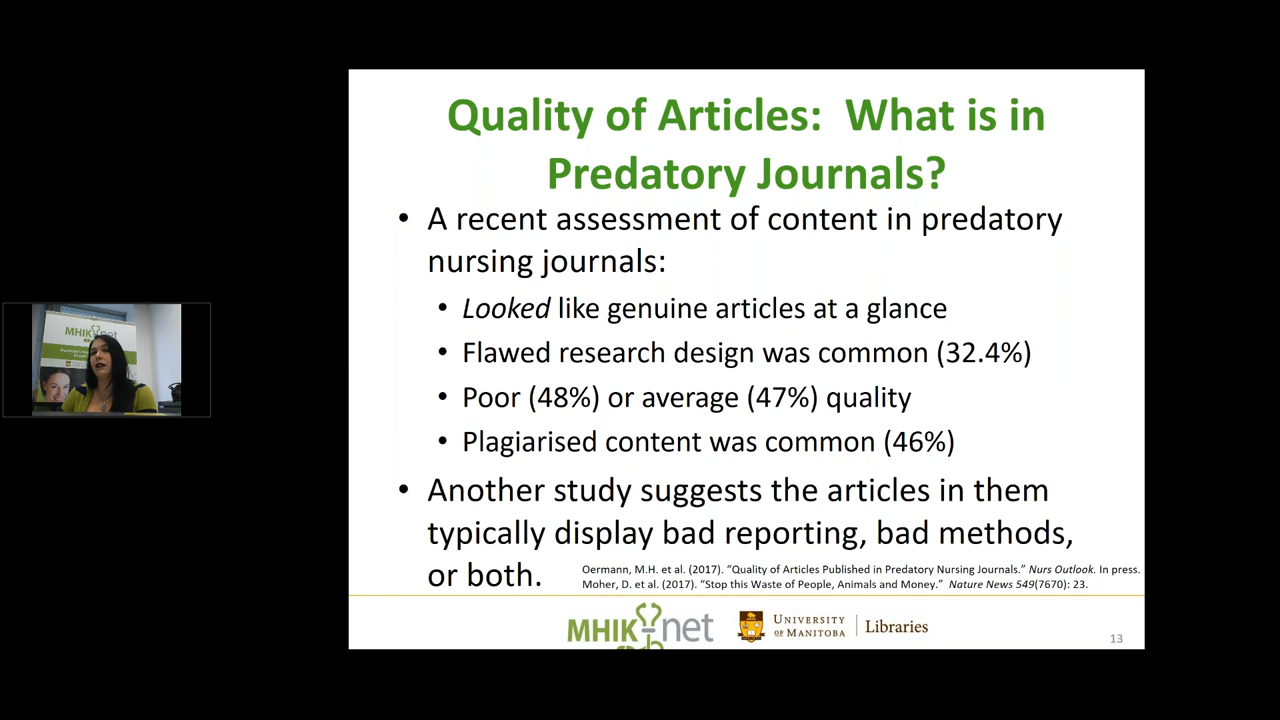 Quality of Articles:  What is in
Predatory Journals?
• A recent assessment of content in predatory
nursing journals:
• Looked like genuine articles at a glance
• Flawed research design was common (32.4%)
• Poor (48%) or average (47%) quality
• Plagiarised content was common (46%)
• Another study suggests the articles in them
typically display bad reporting, bad methods,
or both.
Oermann, M.H. et al. (2017). “Quality of Articles Published in Predatory Nursing Journals.” Nurs Outlook. In press.
Moher, D. et al. (2017). “Stop this Waste of People, Animals and Money.” Nature News 549(7670): 23.
MHIKnet
UNIVERSITY
OF MANITOBA
Libraries
13
MHIKnet